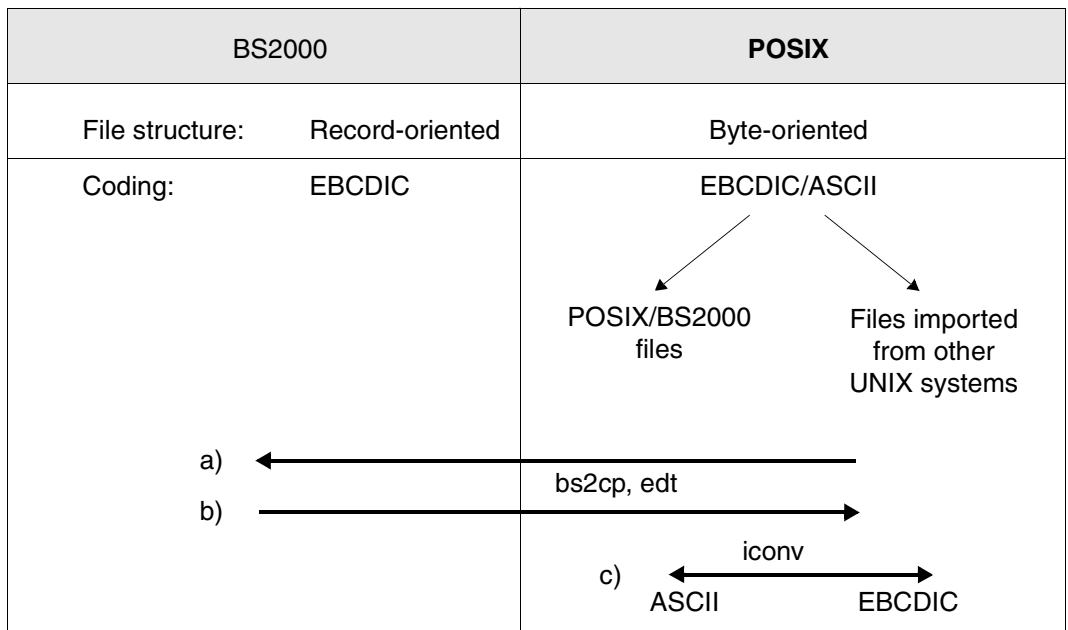 BS2000 POSIX
File structure: Record-oriented Byte-oriented
Coding: EBCDIC EBCDIC/ASCII
POSIX/BS2000
files
Files imported
from other
UNIX systems
a)
bs2cp, edt
b)
iconv
c)
ASCII EBCDIC